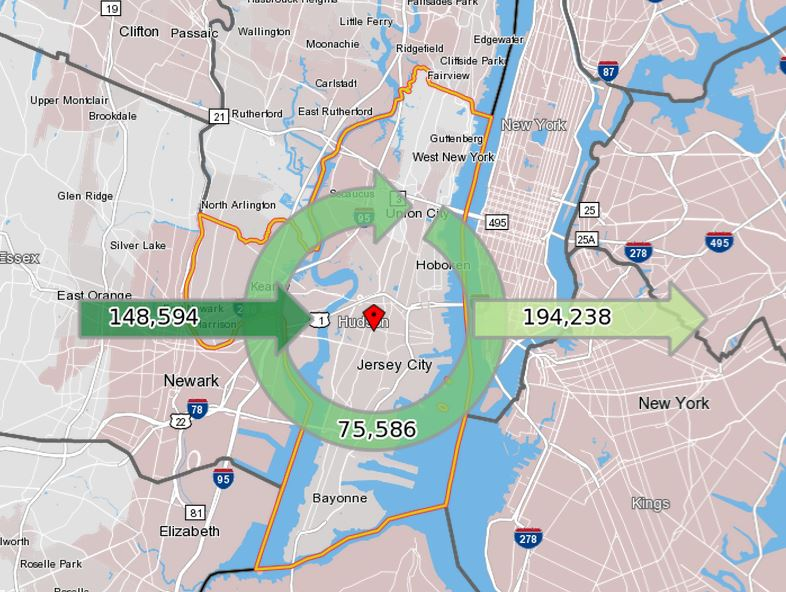 Palisades Park
19
Clifton
Passaic
Wallington
Little Ferry
Edgewater
Moonachie
Ridgefield
Cliffside Park
Fairview
87
Carlstadt
Upper Montclair
Brookdale
21
Rutherford
East Rutherford
New York
Guttenberg
West New York
Glen Ridge
North Arlington
Secaucus
3
95
Union City
495
25
25A
278
495
Silver Lake
Essex
Hoboken
Kearny
East Orange
Harrison
148,594
1
Hudson
194,238
Jersey City
Newark
New York
78
22
75,586
95
Bayonne
Kings
81
Elizabeth
278
Roselle Park